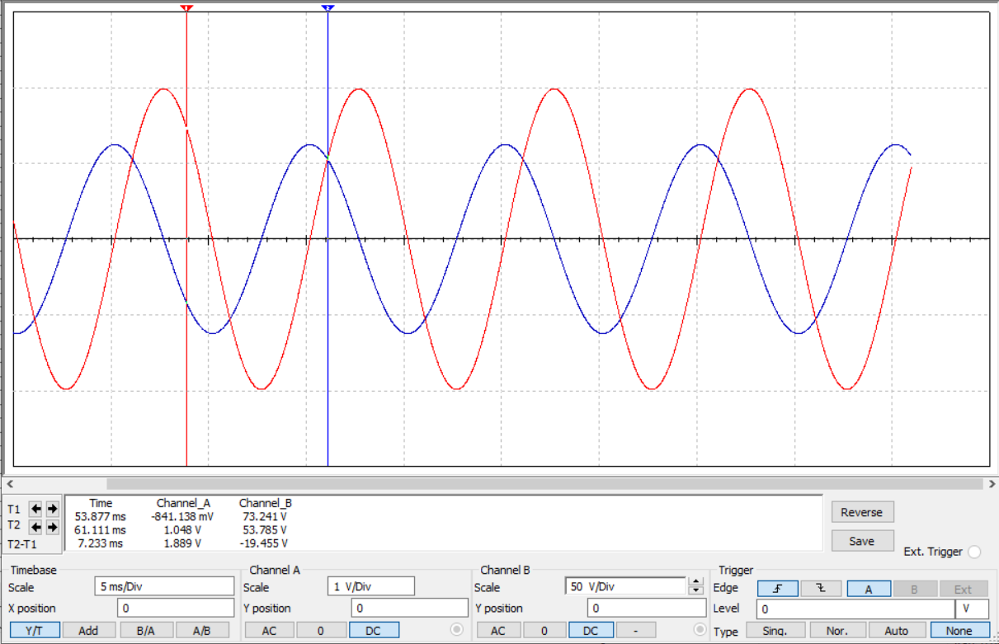 1 2
Time Channel_A Channel_B
T1 53.877 ms -841.138 mV 73.241 V
T2 61.111 ms 1.048 V 53.785 V
T2-T1 7.233 ms 1.889 V -19.455 V
Reverse
Save
Ext. Trigger
Timebase
Scale 5 ms/Div
X position 0
Y/T Add B/A A/B
Channel A
Scale 1 V/Div
Y position 0
AC 0 DC
Channel B
Scale 50 V/Div
Y position 0
AC 0 DC -
Trigger
Edge A B Ext
Level 0 V
Type Sing. Nor. Auto None